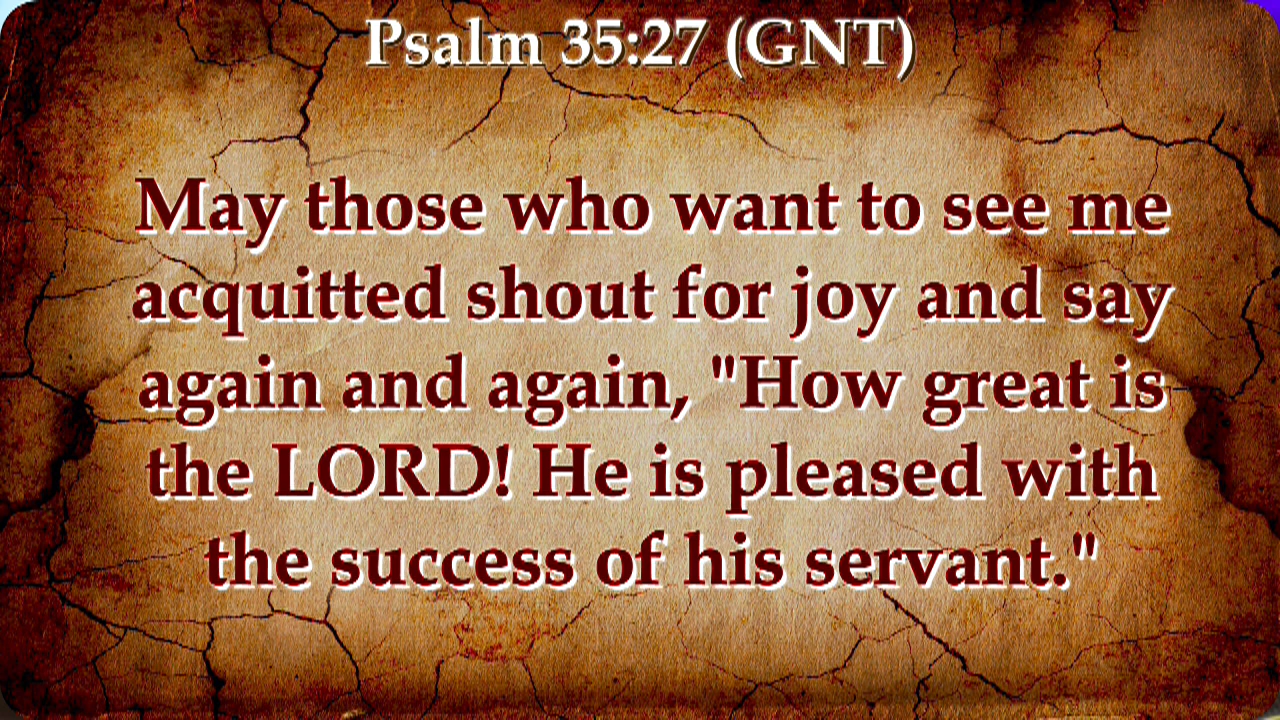 Psalm 35:27 (GNT)
May those who want to see me
acquitted shout for joy and say
again and again, "How great is
the LORD! He is pleased with
the success of his servant."